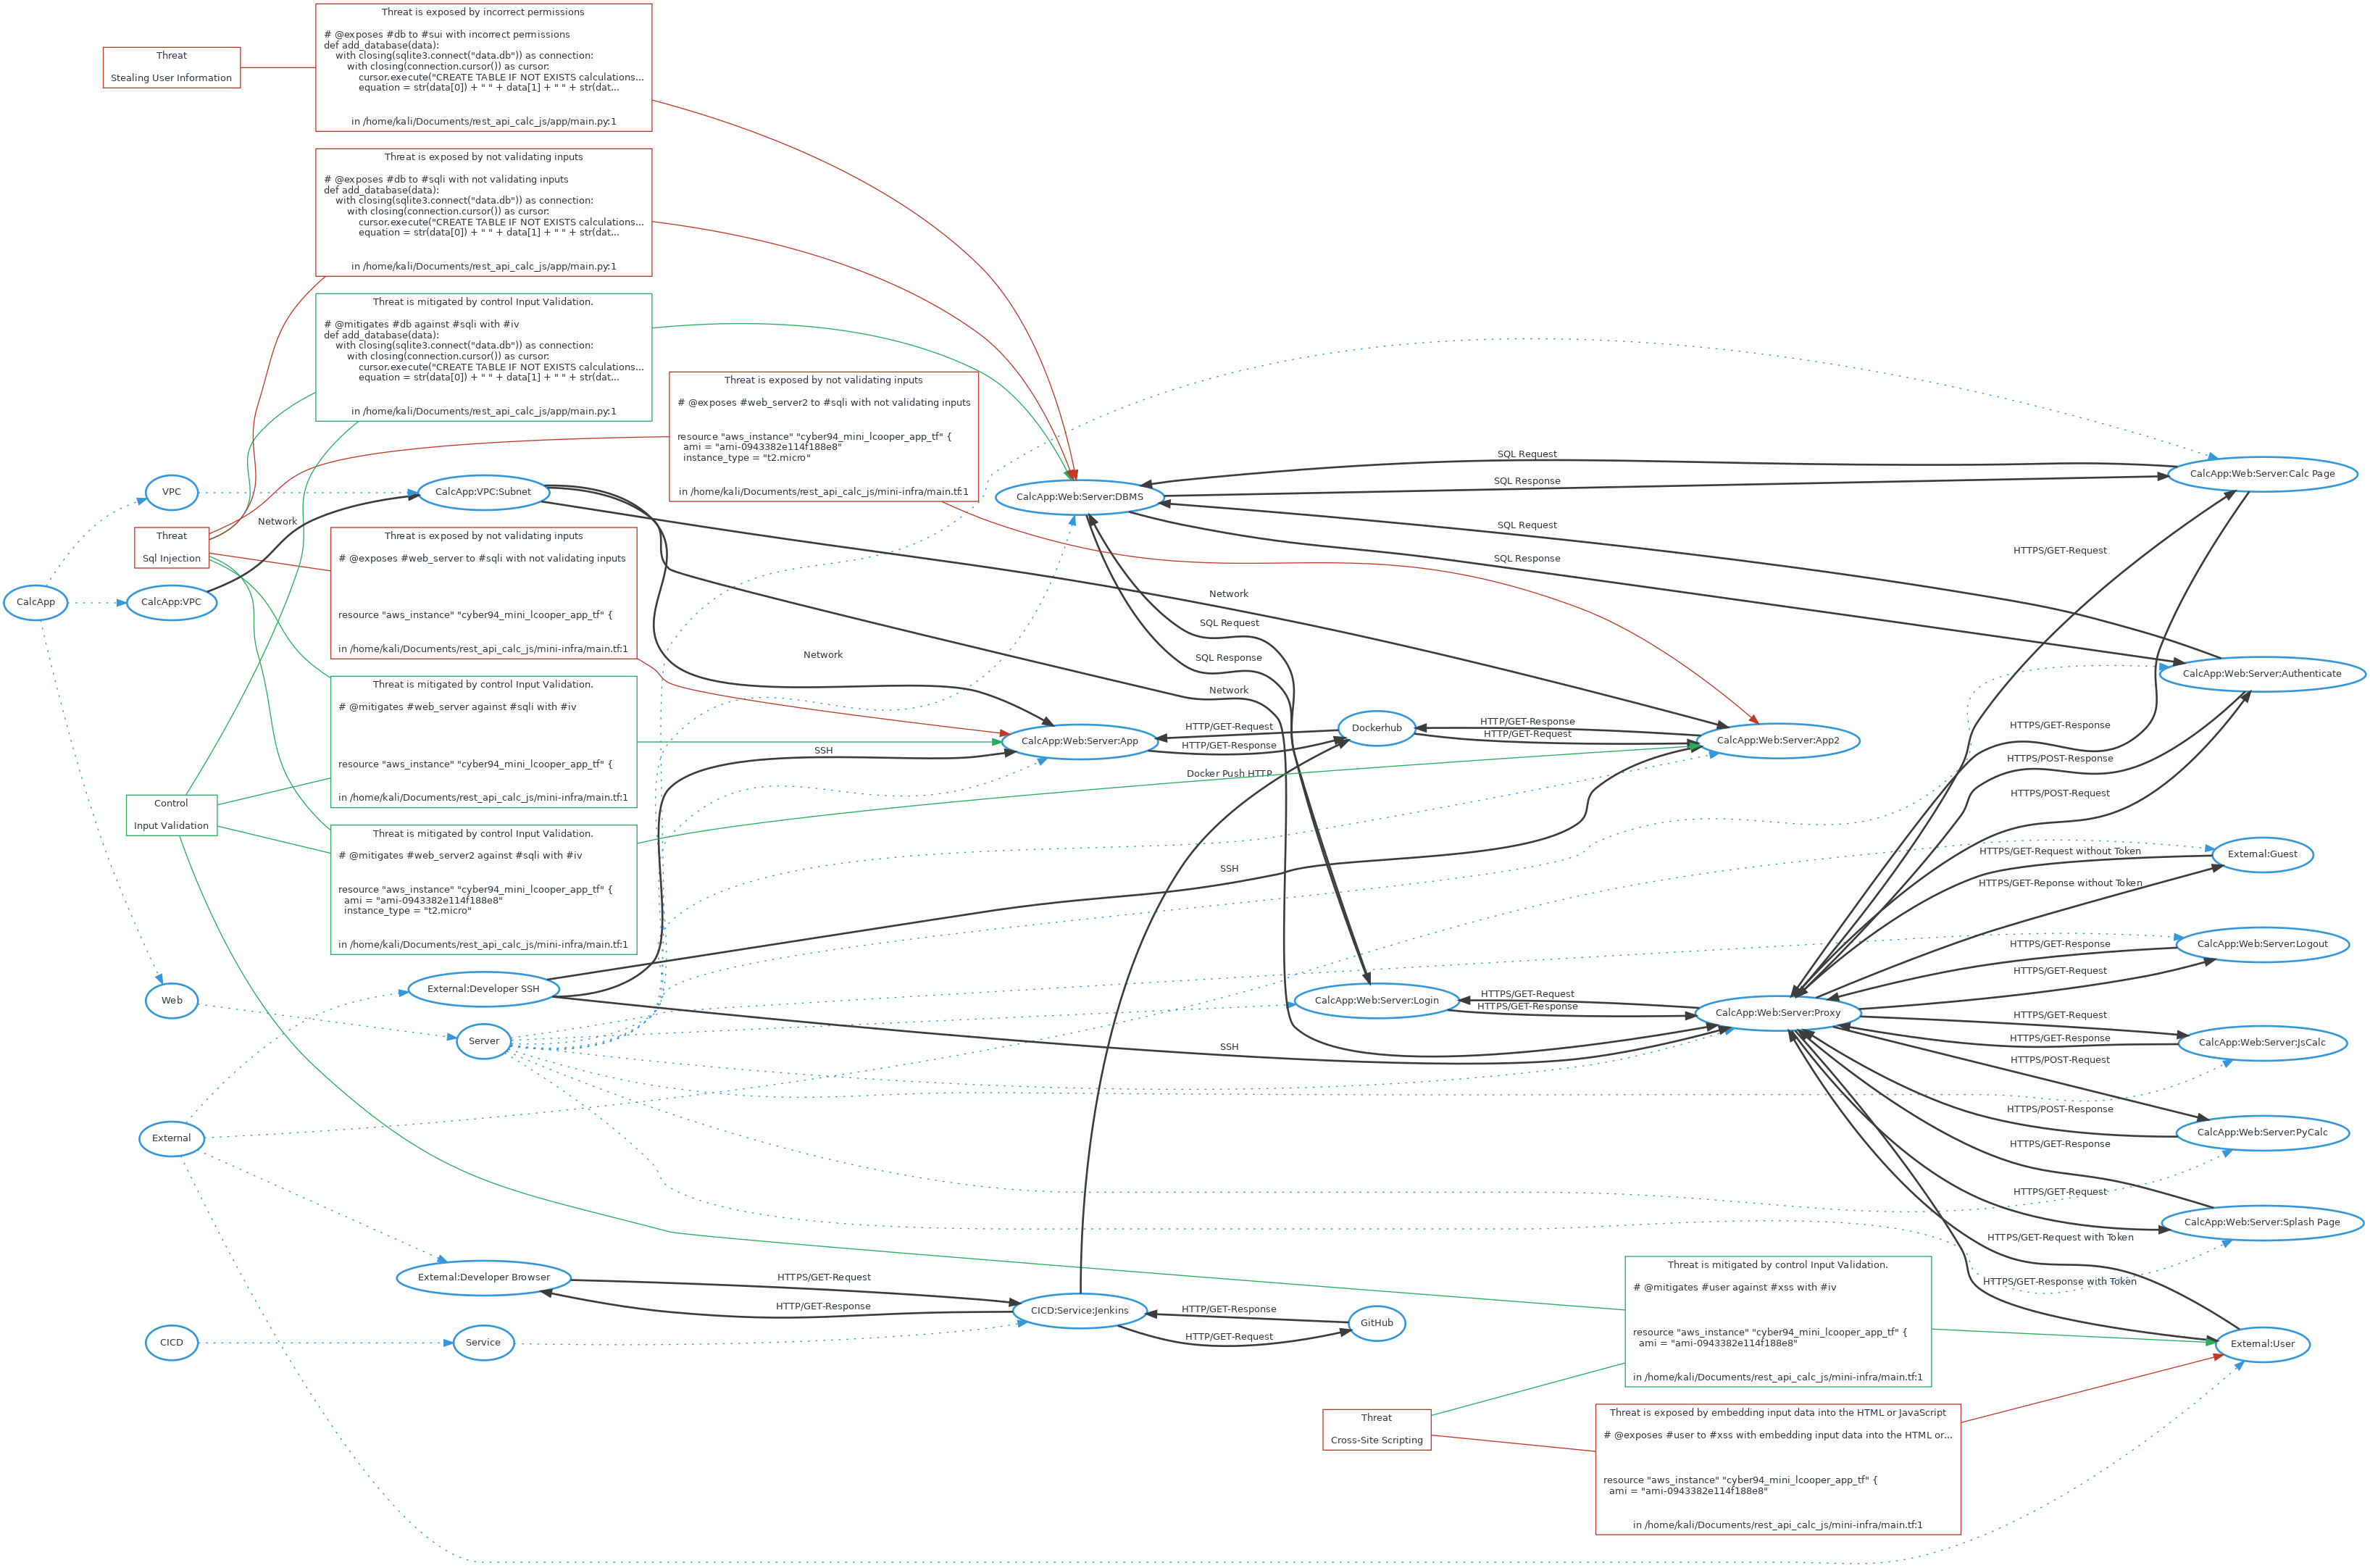 Threat is exposed by incorrect permissions
# @exposes #db to #sui with incorrect permissions
def add_database(data):
with closing(sqlite3.connect("data.db")) as connection:
with closing(connection.cursor()) as cursor:
cursor.execute("CREATE TABLE IF NOT EXISTS calculations...
equation = str(data[0]) + " " + data[1] + " " + str(dat...
in /home/kali/Documents/rest_api_calc_js/app/main.py:1
Threat
Stealing User Information
Threat is exposed by not validating inputs
# @exposes #db to #sqli with not validating inputs
def add_database(data):
with closing(sqlite3.connect("data.db")) as connection:
with closing(connection.cursor()) as cursor:
cursor.execute("CREATE TABLE IF NOT EXISTS calculations...
equation = str(data[0]) + " " + data[1] + " " + str(dat...
in /home/kali/Documents/rest_api_calc_js/app/main.py:1
Threat is mitigated by control Input Validation.
# @mitigates #db against #sqli with #iv
def add_database(data):
with closing(sqlite3.connect("data.db")) as connection:
with closing(connection.cursor()) as cursor:
cursor.execute("CREATE TABLE IF NOT EXISTS calculations...
equation = str(data[0]) + " " + data[1] + " " + str(dat...
in /home/kali/Documents/rest_api_calc_js/app/main.py:1
Threat is exposed by not validating inputs
# @exposes #web_server2 to #sqli with not validating inputs
resource "aws_instance" "cyber94_mini_lcooper_app_tf" {
ami = "ami-0943382e114f188e8"
instance_type = "t2.micro"
in /home/kali/Documents/rest_api_calc_js/mini-infra/main.tf:1
VPC
CalcApp:VPC:Subnet
Network
Threat
Sql Injection
CalcApp
CalcApp:VPC
Threat is exposed by not validating inputs
# @exposes #web_server to #sqli with not validating inputs
resource "aws_instance" "cyber94_mini_lcooper_app_tf" {
in /home/kali/Documents/rest_api_calc_js/mini-infra/main.tf:1
Threat is mitigated by control Input Validation.
# @mitigates #web_server against #sqli with #iv
resource "aws_instance" "cyber94_mini_lcooper_app_tf" {
in /home/kali/Documents/rest_api_calc_js/mini-infra/main.tf:1
Control
Input Validation
Threat is mitigated by control Input Validation.
# @mitigates #web_server2 against #sqli with #iv
resource "aws_instance" "cyber94_mini_lcooper_app_tf" {
ami = "ami-0943382e114f188e8"
instance_type = "t2.micro"
in /home/kali/Documents/rest_api_calc_js/mini-infra/main.tf:1
CalcApp:Web:Server:DBMS
SQL Request
SQL Response
CalcApp:Web:Server:Calc Page
SQL Request
SQL Response
HTTPS/GET-Request
Network
SQL Request
SQL Response
Network
Network
CalcApp:Web:Server:Authenticate
CalcApp:Web:Server:App
SSH
HTTP/GET-Request
HTTP/GET-Response
Dockerhub
HTTP/GET-Response
HTTP/GET-Request
CalcApp:Web:Server:App2
Docker Push HTTP
HTTPS/GET-Response
HTTPS/POST-Response
HTTPS/POST-Request
SSH
HTTPS/GET-Request without Token
External:Guest
HTTPS/GET-Reponse without Token
Web
External:Developer SSH
Server
SSH
CalcApp:Web:Server:Login
HTTPS/GET-Request
HTTPS/GET-Response
CalcApp:Web:Server:Proxy
HTTPS/GET-Response
CalcApp:Web:Server:Logout
HTTPS/GET-Request
HTTPS/GET-Request
HTTPS/GET-Response
CalcApp:Web:Server:JsCalc
HTTPS/POST-Request
HTTPS/POST-Response
CalcApp:Web:Server:PyCalc
HTTPS/GET-Response
HTTPS/GET-Request
CalcApp:Web:Server:Splash Page
HTTPS/GET-Request with Token
HTTPS/GET-Response with Token
External:User
External
External:Developer Browser
HTTPS/GET-Request
HTTP/GET-Response
CICD:Service:Jenkins
HTTP/GET-Response
HTTP/GET-Request
GitHub
CICD
Service
Threat is mitigated by control Input Validation.
# @mitigates #user against #xss with #iv
resource "aws_instance" "cyber94_mini_lcooper_app_tf" {
ami = "ami-0943382e114f188e8"
in /home/kali/Documents/rest_api_calc_js/mini-infra/main.tf:1
Threat
Cross-Site Scripting
Threat is exposed by embedding input data into the HTML or JavaScript
# @exposes #user to #xss with embedding input data into the HTML or...
resource "aws_instance" "cyber94_mini_lcooper_app_tf" {
ami = "ami-0943382e114f188e8"
in /home/kali/Documents/rest_api_calc_js/mini-infra/main.tf:1